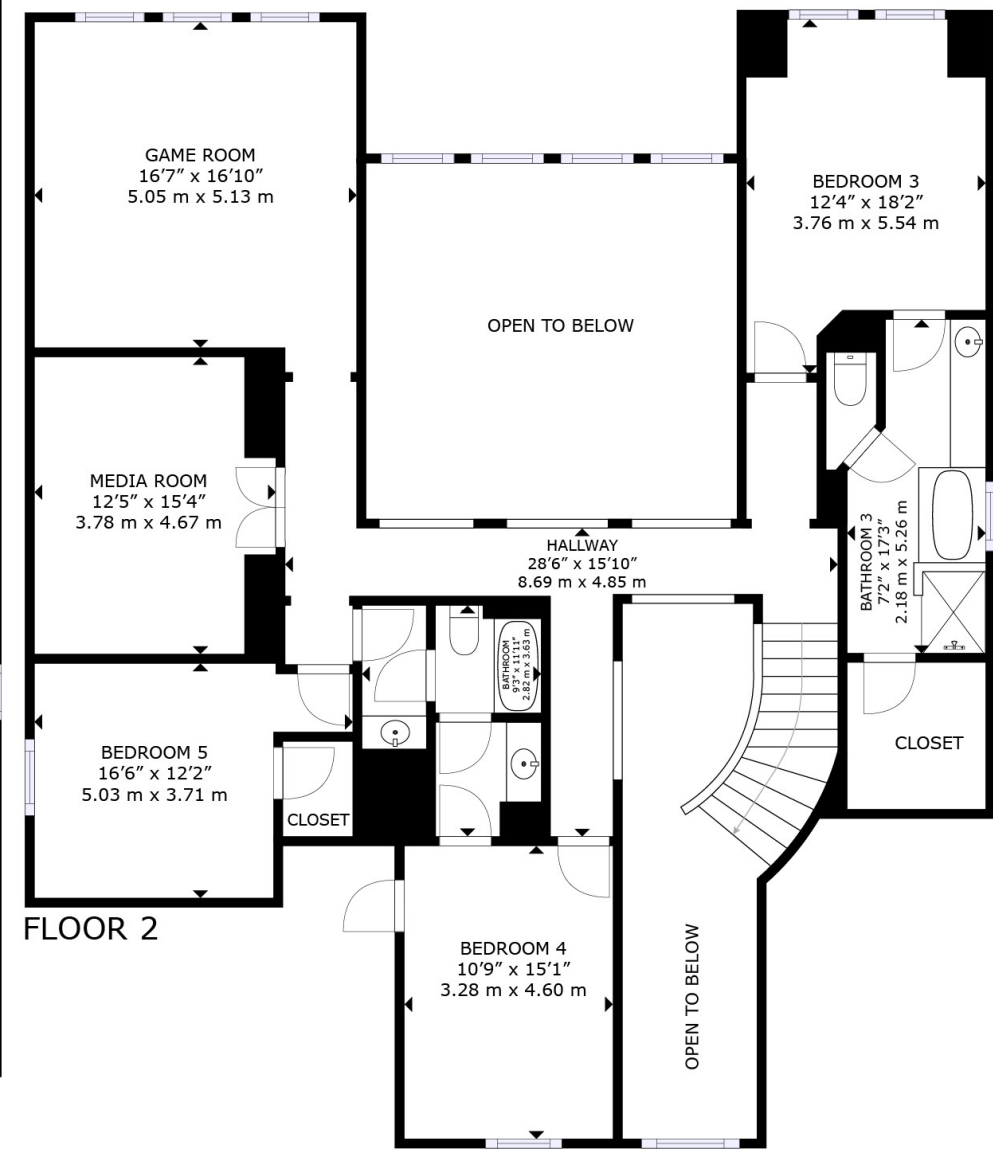 GAME ROOM
16’7” x 16’10”
5.05 m x 5.13 m
BEDROOM 3
12’4” x 18’2”
3.76 m x 5.54 m
OPEN TO BELOW
MEDIA ROOM
12’5” x 15’4”
3.78 m x 4.67 m
HALLWAY
28’6” x 15’10”
8.69 m x 4.85 m
BATHROOM 3
7’2” x 17’3”
2.18 m x 5.26 m
BATHROOM
9’3” x 11’11”
2.82 m x 3.63 m
BEDROOM 5
16’6” x 12’2”
5.03 m x 3.71 m
CLOSET
CLOSET
FLOOR 2
BEDROOM 4
10’9” x 15’1”
3.28 m x 4.60 m
OPEN TO BELOW